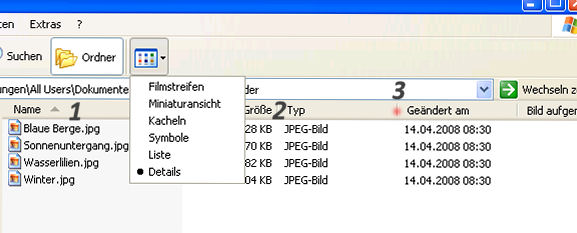 ten Extras ?
Suchen Ordner
ungen\All Users\Dokumente der 3 Wechseln z
Name 1 Größe 2 Typ Geändert am Bild aufger
Filmstreifen
Miniaturansicht
Kacheln
Symbole
Liste
Details
Blaue Berge.jpg 28 KB JPEG-Bild 14.04.2008 08:30
Sonnenuntergang.jpg 70 KB JPEG-Bild 14.04.2008 08:30
Wasserlilien.jpg 82 KB JPEG-Bild 14.04.2008 08:30
Winter.jpg 04 KB JPEG-Bild 14.04.2008 08:30